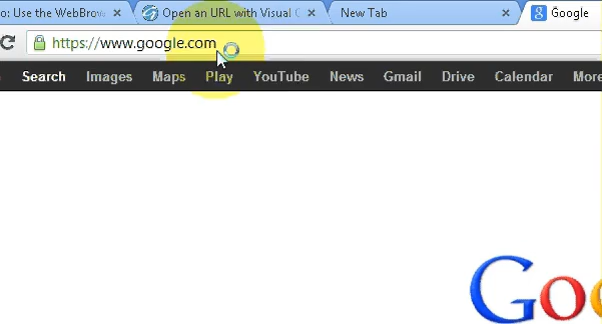 o: Use the WebBrow Open an URL with Visual New Tab Google
https://www.google.com
Search Images Maps Play YouTube News Gmail Drive Calendar More
Goo